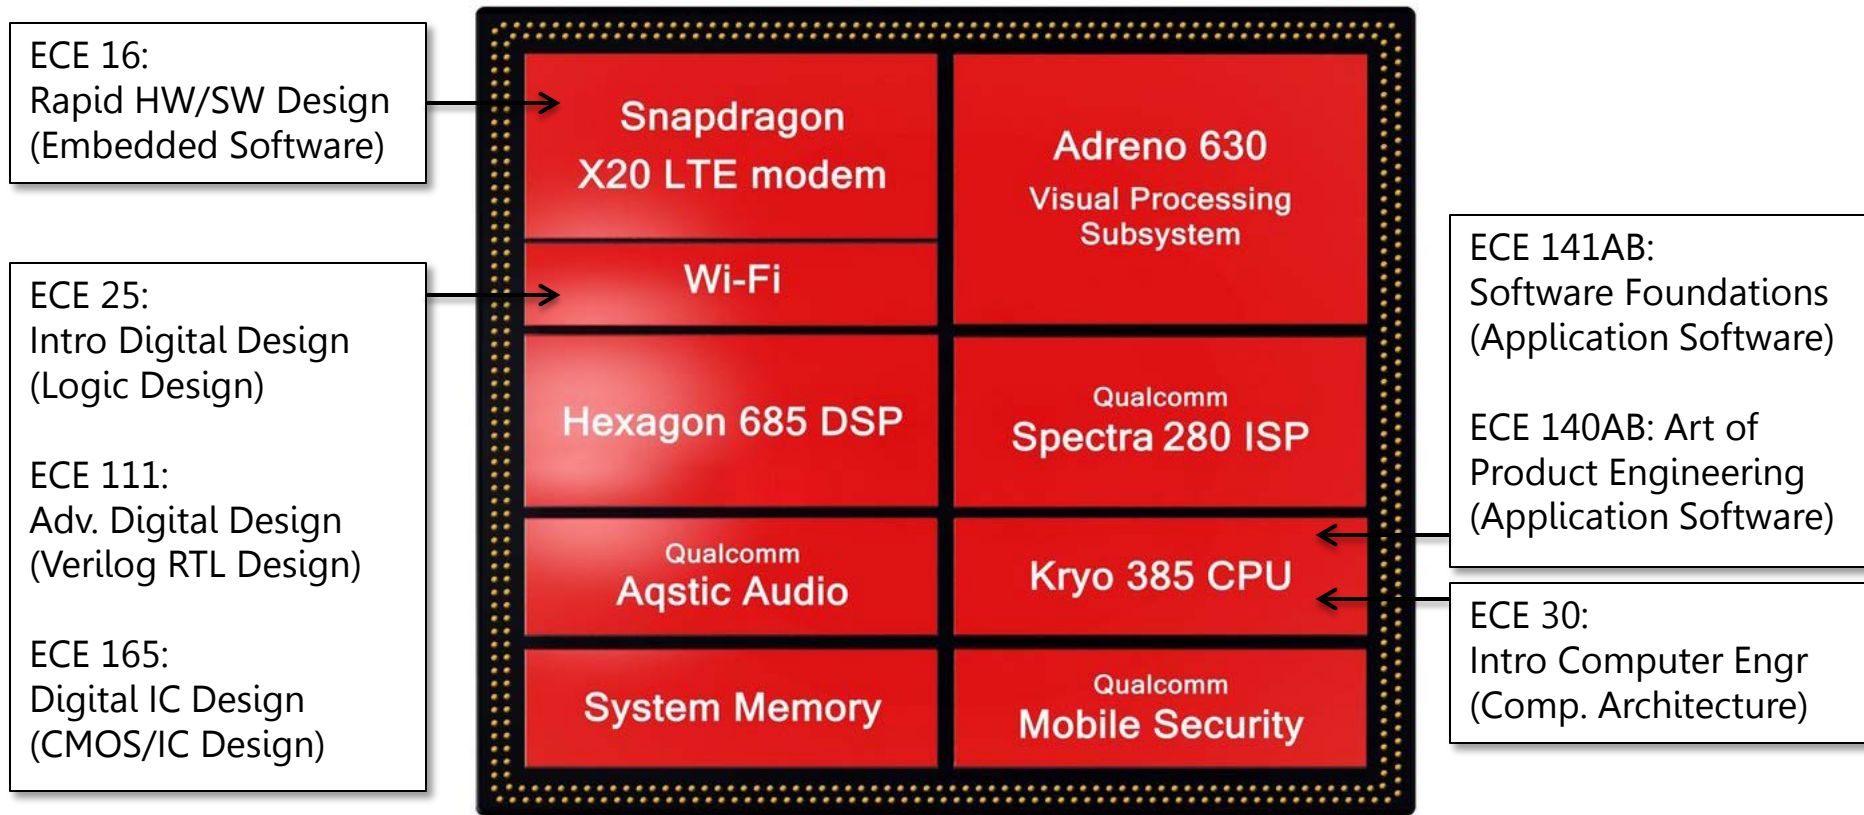 ECE 16:
Rapid HW/SW Design
(Embedded Software)
ECE 25:
Intro Digital Design
(Logic Design)
ECE 111:
Adv. Digital Design
(Verilog RTL Design)
ECE 165:
Digital IC Design
(CMOS/IC Design)
Snapdragon
X20 LTE modem
Wi-Fi
Hexagon 685 DSP
Qualcomm
Aqstic Audio
System Memory
Adreno 630
Visual Processing
Subsystem
Qualcomm
Spectra 280 ISP
Kryo 385 CPU
Qualcomm
Mobile Security
ECE 141AB:
Software Foundations
(Application Software)
ECE 140AB: Art of
Product Engineering
(Application Software)
ECE 30:
Intro Computer Engr
(Comp. Architecture)